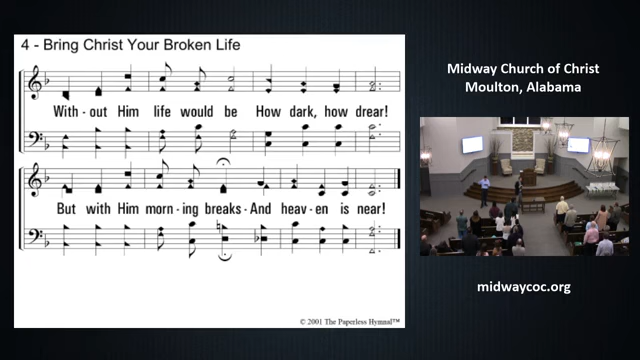 4 - Bring Christ Your Broken Life
With - out Him life would be How dark, how drear!
But with Him morn - ing breaks - And heav - en is near!
© 2001 The Paperless Hymnal™
Midway Church of Christ
Moulton, Alabama
midwaycoc.org